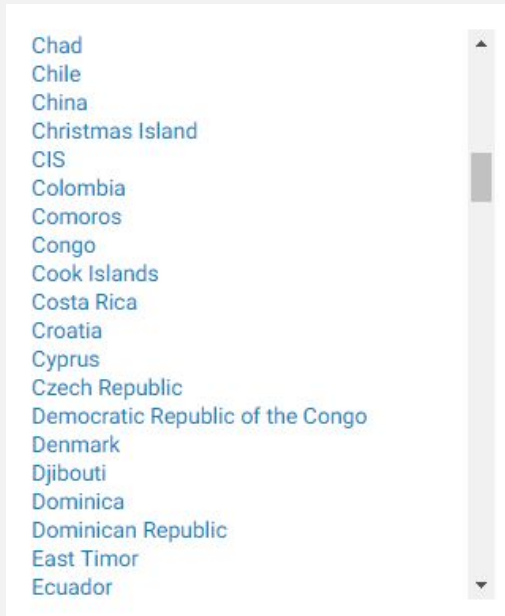 Chad
Chile
China
Christmas Island
CIS
Colombia
Comoros
Congo
Cook Islands
Costa Rica
Croatia
Cyprus
Czech Republic
Democratic Republic of the Congo
Denmark
Djibouti
Dominica
Dominican Republic
East Timor
Ecuador